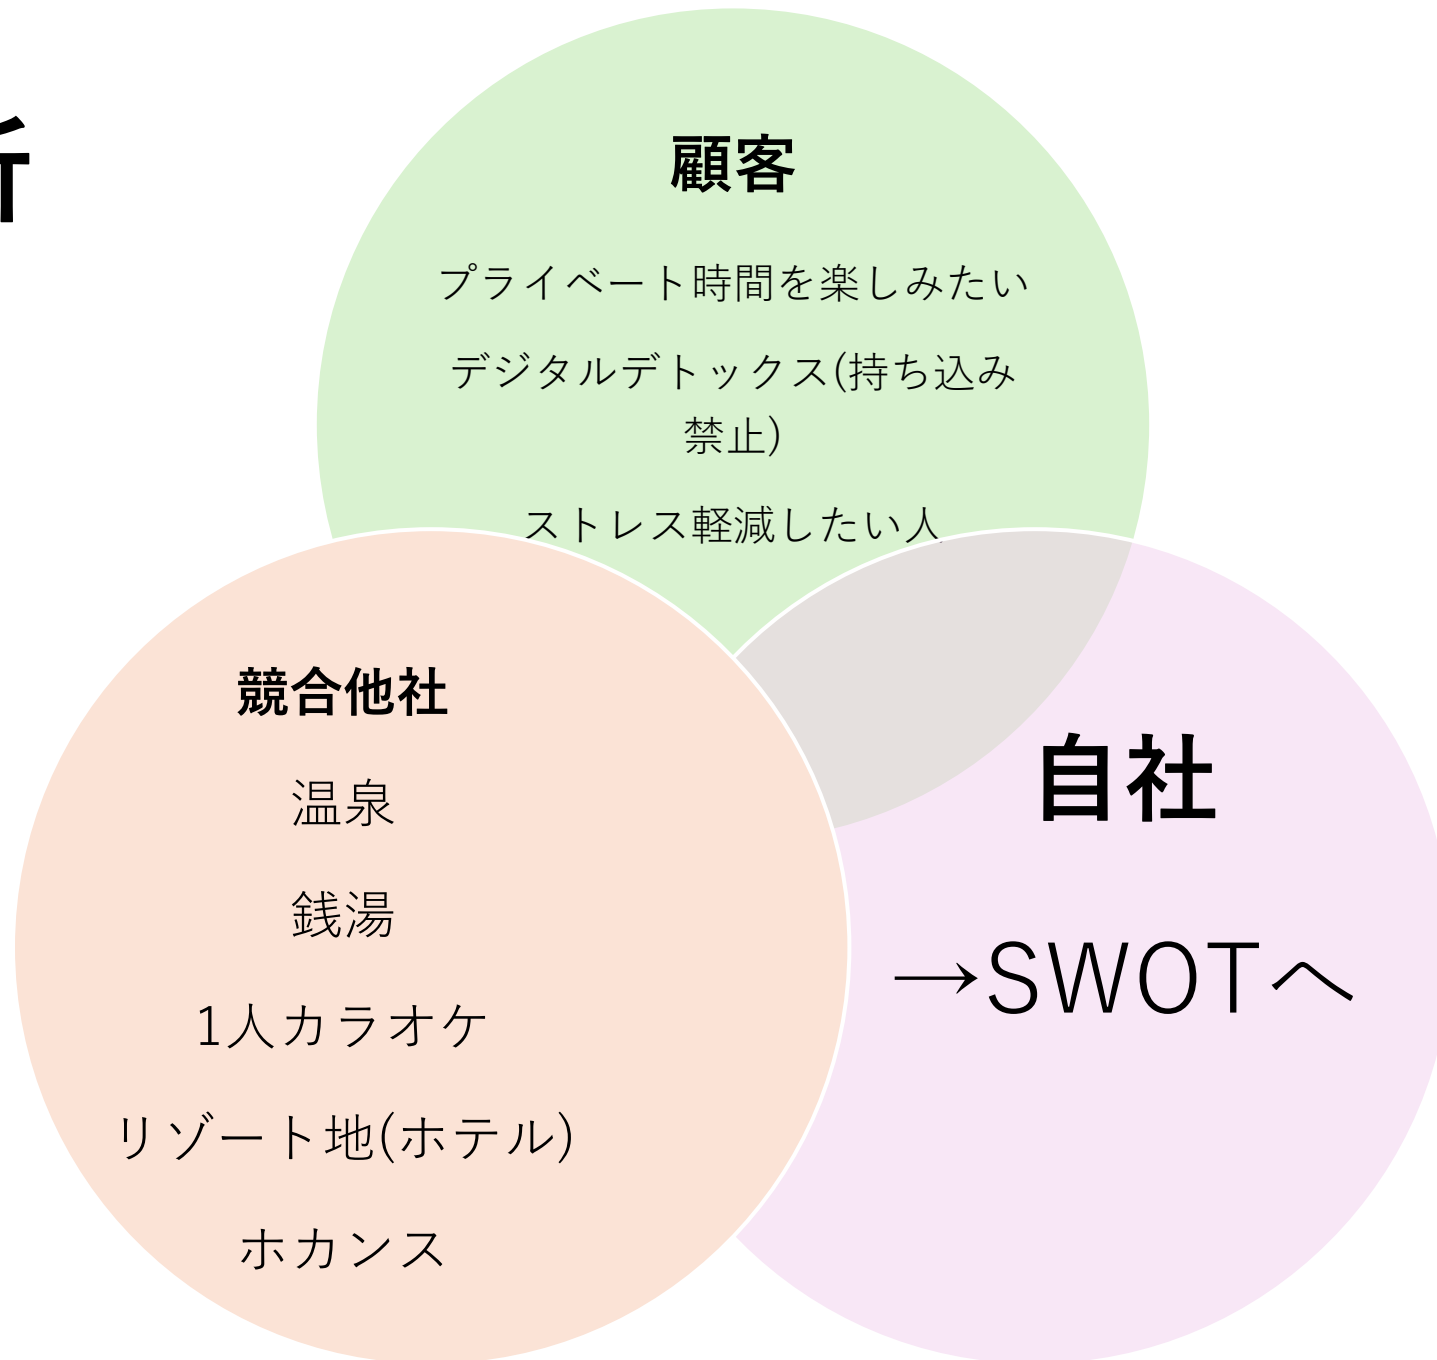 顧客
プライベート時間を楽しみたい
デジタルデトックス(持ち込み
禁止)
ストレス軽減したい人
競合他社
温泉
銭湯
1人カラオケ
リゾート地(ホテル)
ホカンス
自社
→SWOTへ